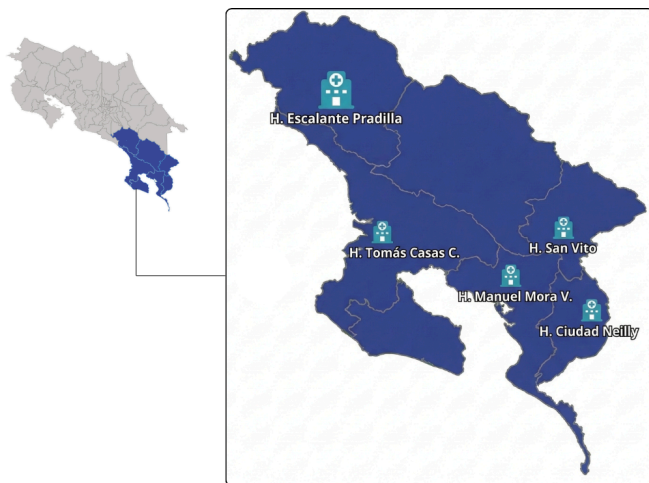 H. Escalante Pradilla
H. Tomás Casas C.
H. San Vito
H. Manuel Mora V.
H. Ciudad Neilly